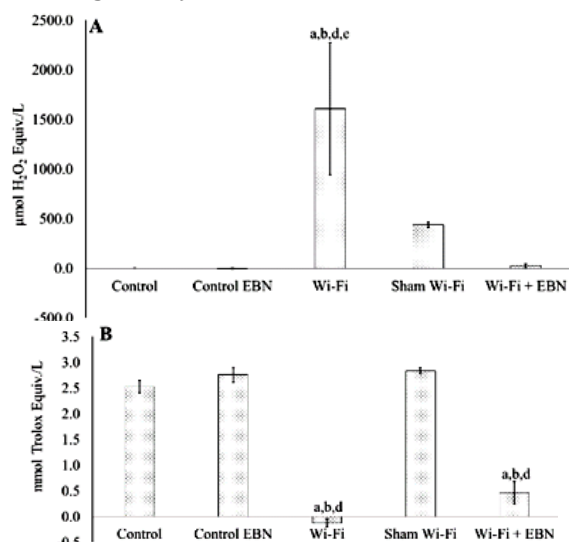 A
2500.0
2000.0
1500.0
1000.0
500.0
0.0
-500.0
µmol H₂O₂ Equiv./L
a,b,d,e
Control Control EBN Wi-Fi Sham Wi-Fi Wi-Fi + EBN
B
3.5
3.0
2.5
2.0
1.5
1.0
0.5
0.0
mmol Trolox Equiv./L
a,b,d
a,b,d
Control Control EBN Wi-Fi Sham Wi-Fi Wi-Fi + EBN